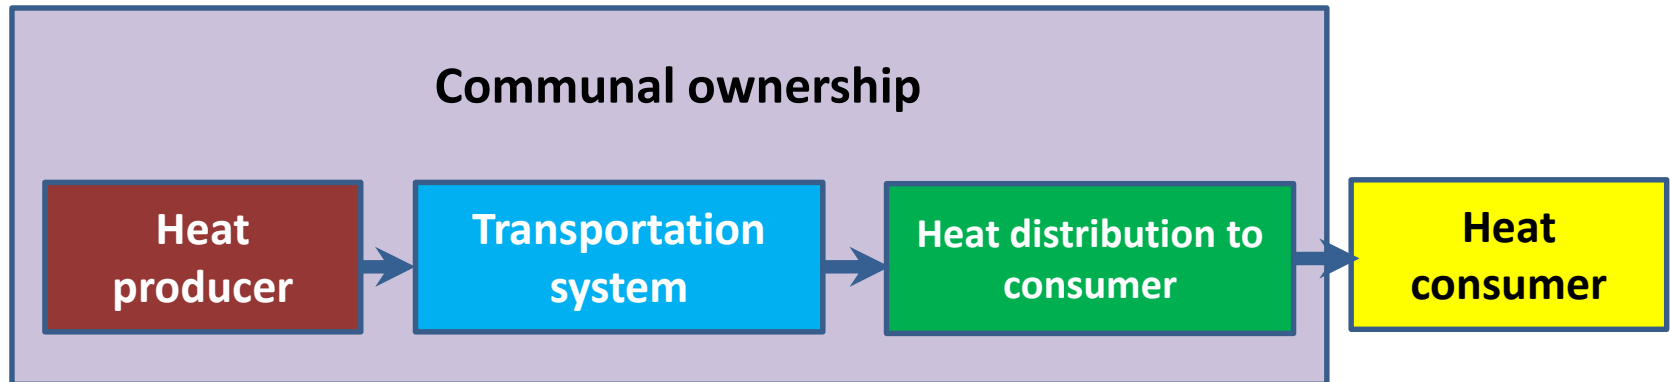 Communal ownership
Heat
producer
Transportation
system
Heat distribution to
consumer
Heat
consumer